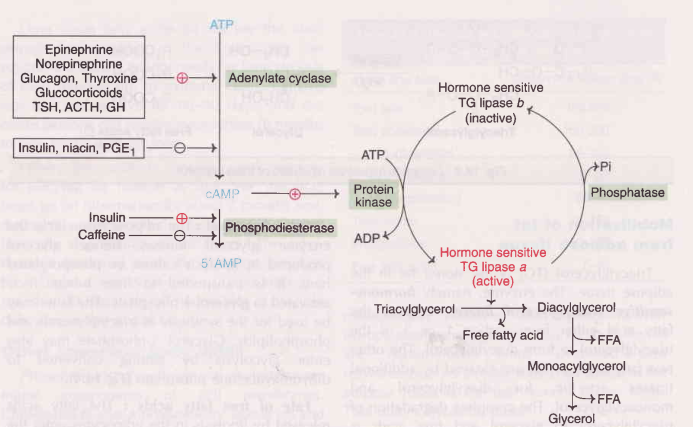 ATP
Epinephrine
Norepinephrine
Glucagon, Thyroxine
Glucocorticoids
TSH, ACTH, GH
⊕
Adenylate cyclase
Insulin, niacin, PGE₁
⊖
cAMP
⊕
Protein
kinase
Insulin
⊕
Caffeine
⊖
Phosphodiesterase
5' AMP
Hormone sensitive
TG lipase b
(inactive)
ATP
ADP
Pi
Phosphatase
Hormone sensitive
TG lipase a
(active)
Triacylglycerol
Diacylglycerol
Free fatty acid
FFA
Monoacylglycerol
FFA
Glycerol